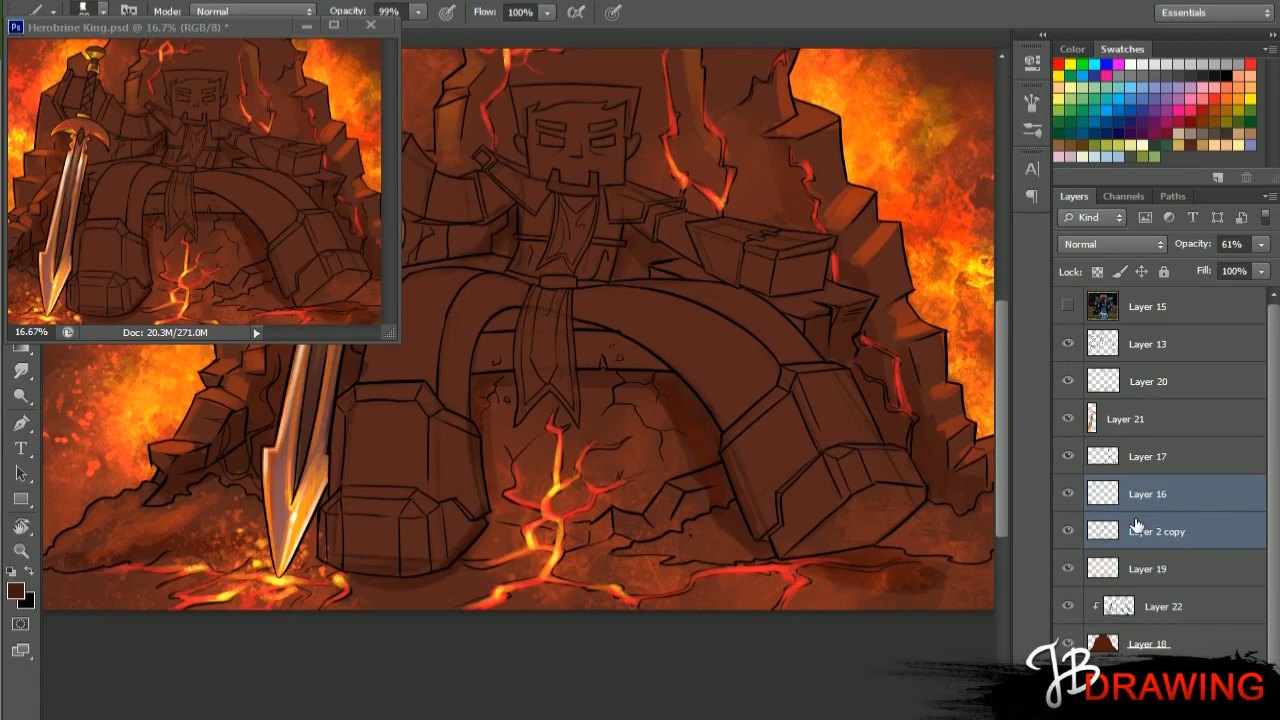 Mode: Normal Opacity: 99% Flow: 100% Essentials
Ps Herobrine King.psd @ 16.7% (RGB/8) *
16.67% Doc: 20.3M/271.0M
Color Swatches
Layers Channels Paths
Kind
Normal Opacity: 61%
Lock: Fill: 100%
Layer 15
Layer 13
Layer 20
Layer 21
Layer 17
Layer 16
Layer 2 copy
Layer 19
Layer 22
Layer 18
JB DRAWING